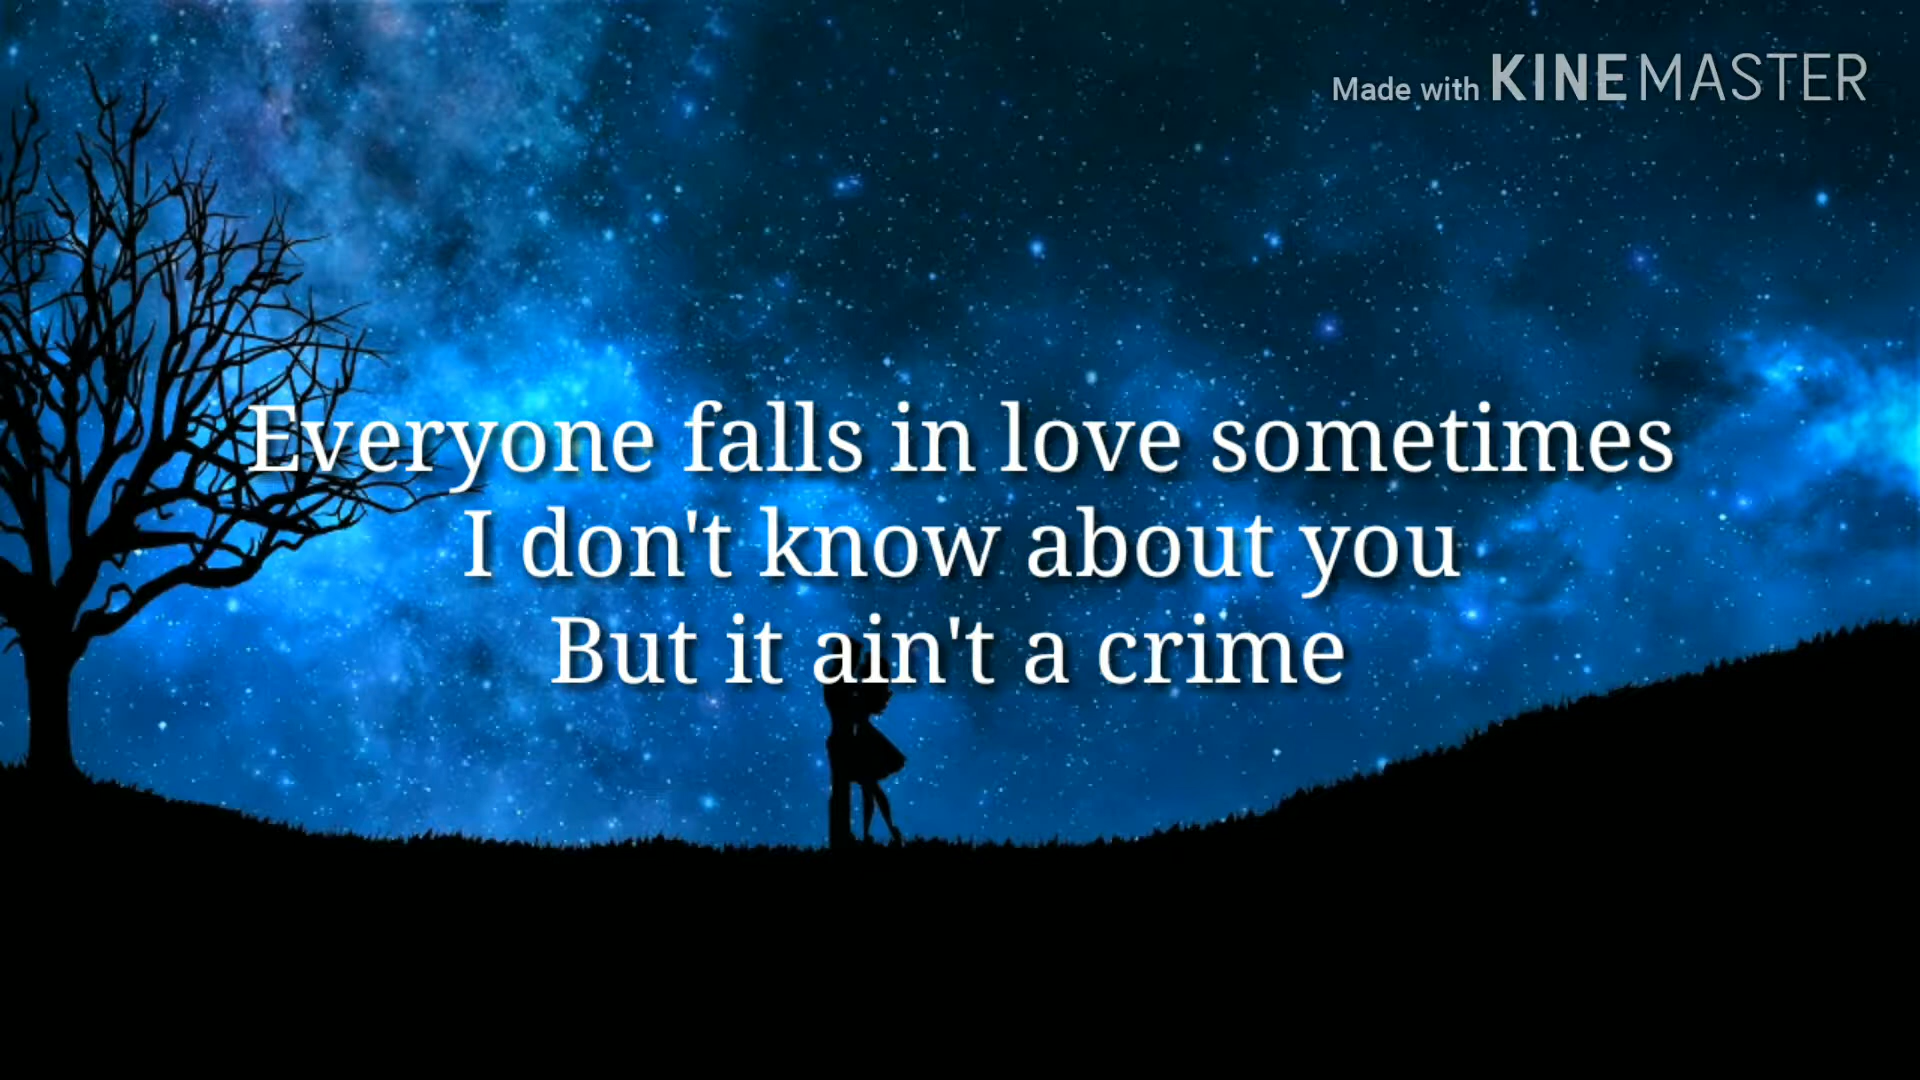 Made with KINEMASTER
Everyone falls in love sometimes
I don't know about you
But it ain't a crime